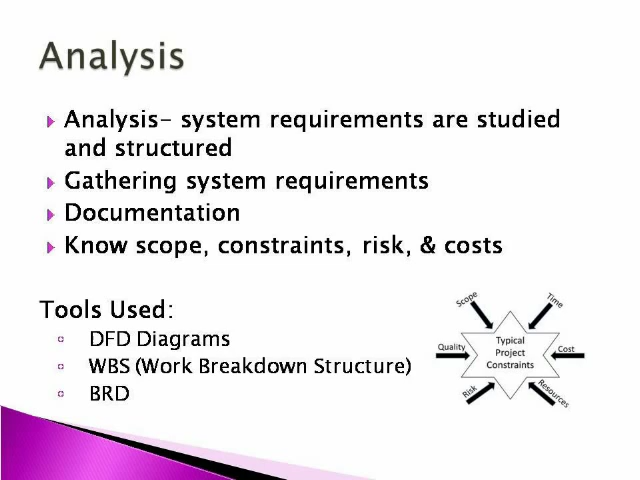 Analysis
Analysis- system requirements are studied
and structured
Gathering system requirements
Documentation
Know scope, constraints, risk, & costs
Tools Used:
DFD Diagrams
WBS (Work Breakdown Structure)
BRD
Scope
Time
Quality
Typical
Project
Constraints
Cost
Risk
Resources